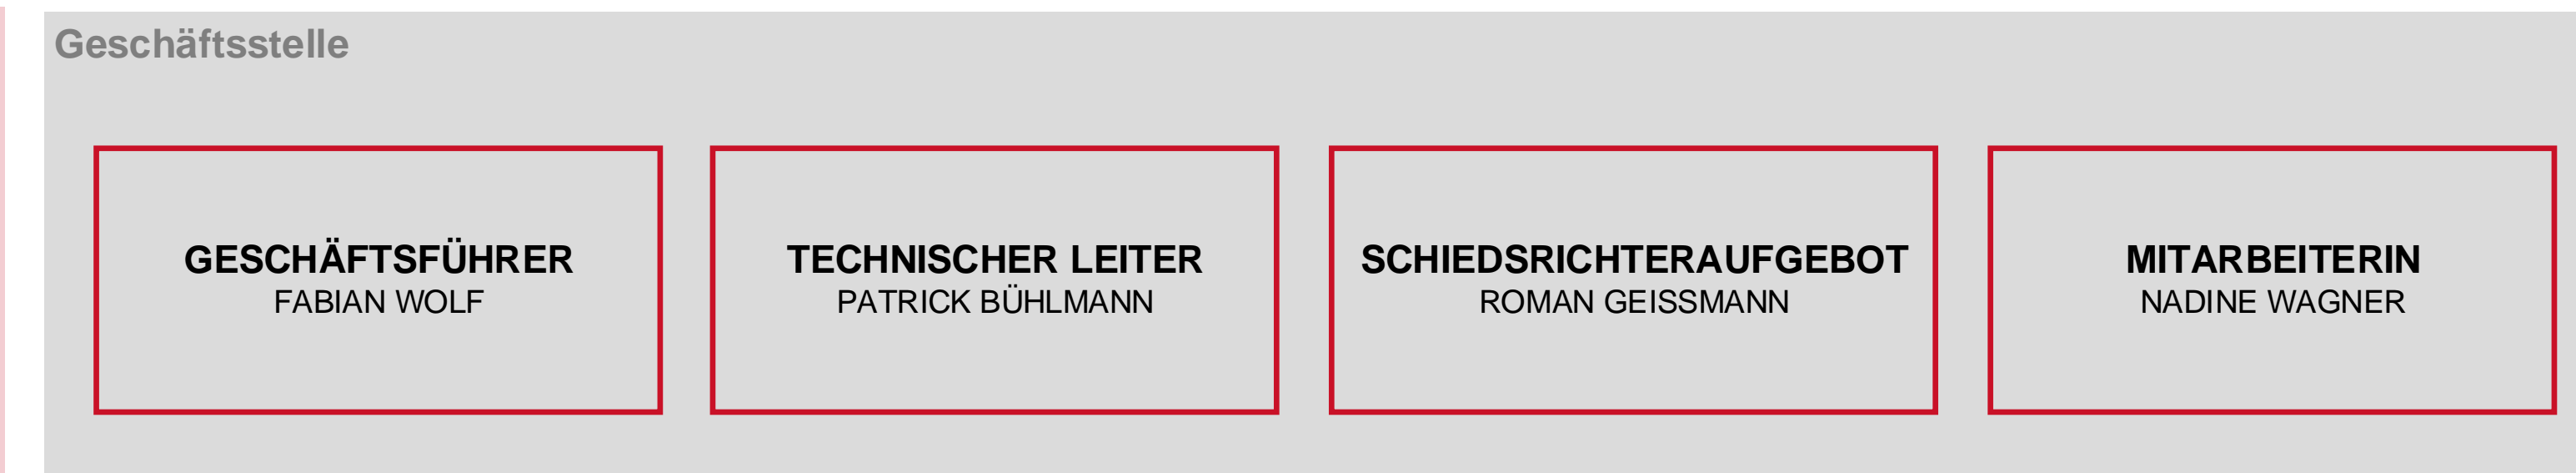 Geschäftsstelle
GESCHÄFTSFÜHRER
FABIAN WOLF
TECHNISCHER LEITER
PATRICK BÜHLMANN
SCHIEDSRICHTERAUFGEBOT
ROMAN GEISSMANN
MITARBEITERIN
NADINE WAGNER